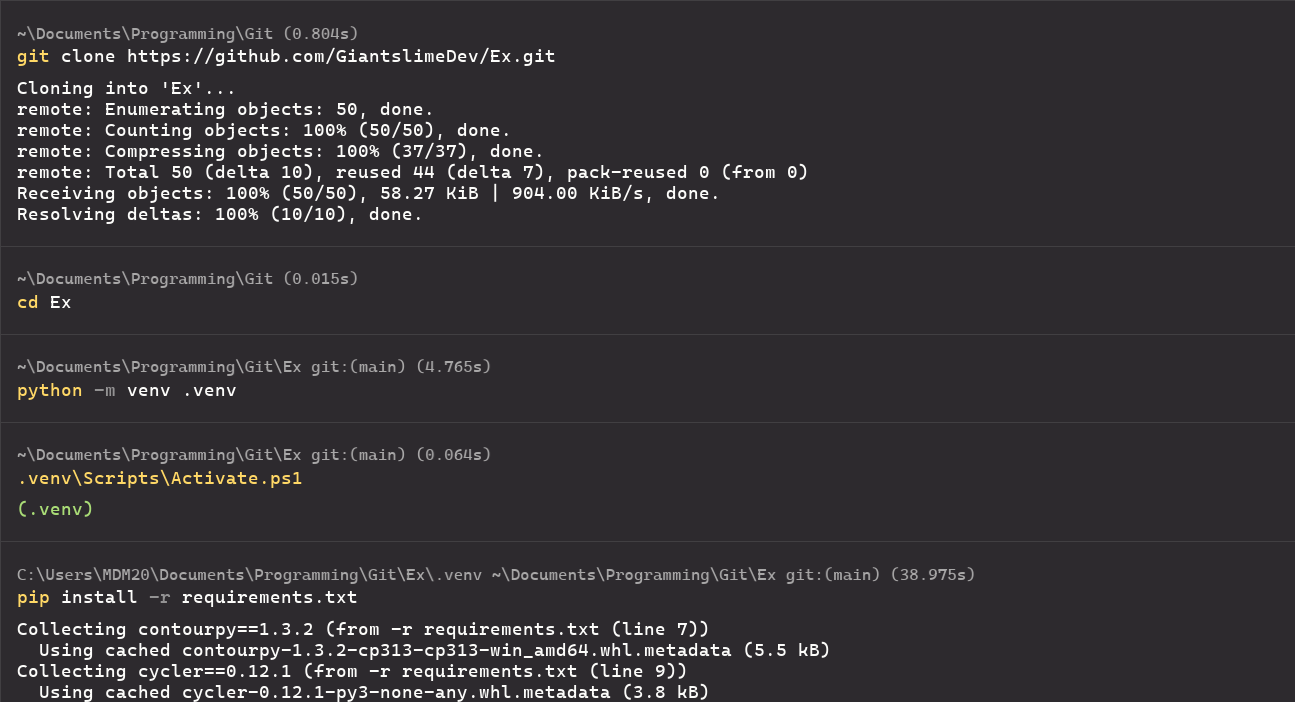 ~\Documents\Programming\Git (0.804s)
git clone https://github.com/GiantslimeDev/Ex.git
Cloning into 'Ex'...
remote: Enumerating objects: 50, done.
remote: Counting objects: 100% (50/50), done.
remote: Compressing objects: 100% (37/37), done.
remote: Total 50 (delta 10), reused 44 (delta 7), pack-reused 0 (from 0)
Receiving objects: 100% (50/50), 58.27 KiB | 904.00 KiB/s, done.
Resolving deltas: 100% (10/10), done.
~\Documents\Programming\Git (0.015s)
cd Ex
~\Documents\Programming\Git\Ex git:(main) (4.765s)
python -m venv .venv
~\Documents\Programming\Git\Ex git:(main) (0.064s)
.venv\Scripts\Activate.ps1
(.venv)
C:\Users\MDM20\Documents\Programming\Git\Ex\.venv ~\Documents\Programming\Git\Ex git:(main) (38.975s)
pip install -r requirements.txt
Collecting contourpy==1.3.2 (from -r requirements.txt (line 7))
  Using cached contourpy-1.3.2-cp313-cp313-win_amd64.whl.metadata (5.5 kB)
Collecting cycler==0.12.1 (from -r requirements.txt (line 9))
  Using cached cycler-0.12.1-py3-none-any.whl.metadata (3.8 kB)